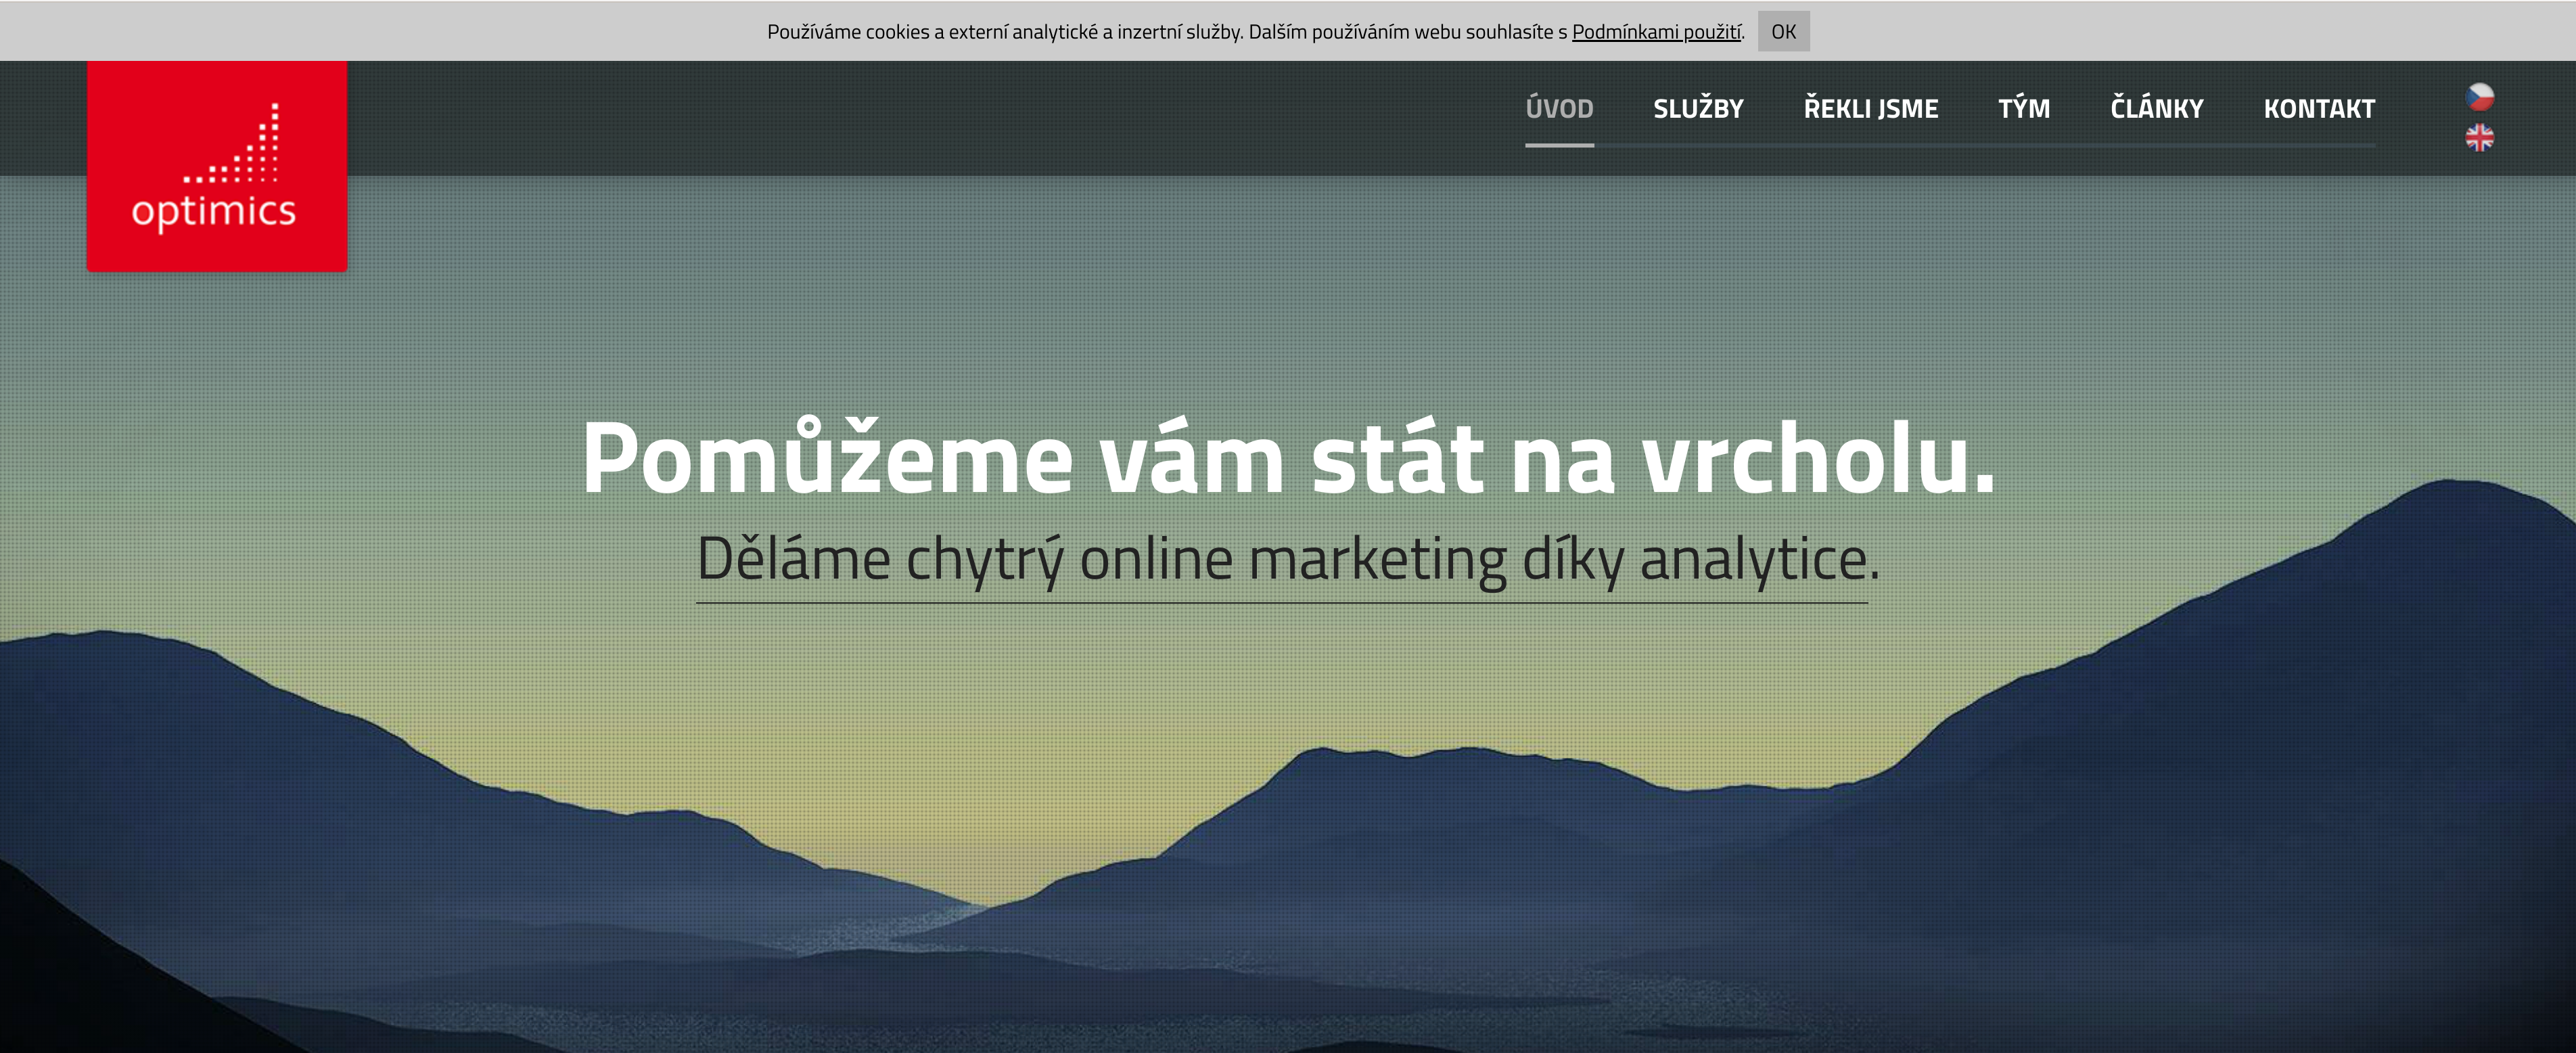 Používáme cookies a externí analytické a inzertní služby. Dalším používáním webu souhlasíte s Podmínkami použití. OK
optimics
ÚVOD SLUŽBY ŘEKLI JSME TÝM ČLÁNKY KONTAKT
Pomůžeme vám stát na vrcholu.
Děláme chytrý online marketing díky analytice.